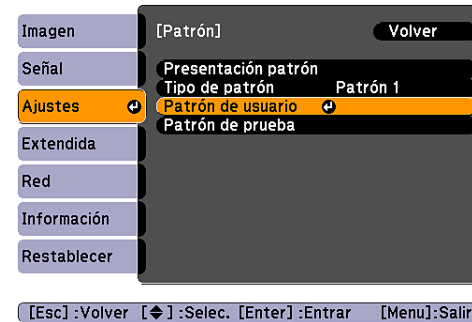 Imagen
Señal
Ajustes
Extendida
Red
Información
Restablecer
[Patrón] Volver
Presentación patrón
Tipo de patrón Patrón 1
Patrón de usuario
Patrón de prueba
[Esc] :Volver [◆] :Selec. [Enter] :Entrar [Menu]:Salir